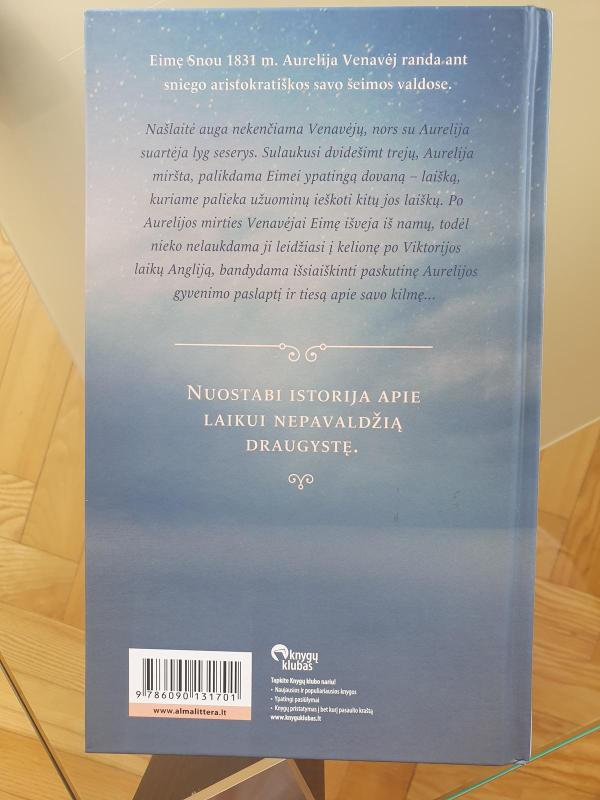 Eimę Snou 1831 m. Aurelija Venavėj randa ant
sniego aristokratiškos savo šeimos valdose.
Našlaitė auga nekenčiama Venavėjų, nors su Aurelija
suartėja lyg seserys. Sulaukusi dvidešimt trejų, Aurelija
miršta, palikdama Eimei ypatingą dovaną – laišką,
kuriame palieka užuominų ieškoti kitų jos laiškų. Po
Aurelijos mirties Venavėjai Eimę išveja iš namų, todėl
nieko nelaukdama ji leidžiasi į kelionę po Viktorijos
laikų Angliją, bandydama išsiaiškinti paskutinę Aurelijos
gyvenimo paslaptį ir tiesą apie savo kilmę...
Nuostabi istorija apie
laikui nepavaldžią
draugystę.
9 786090 131701
www.almalittera.lt
knygų
klubas
Tapkite Knygų klubo nariu!
• Naujausios ir populiariausios knygos
• Ypatingi pasiūlymai
• Knygų pristatymas į bet kurį pasaulio kraštą
www.knyguklubas.lt